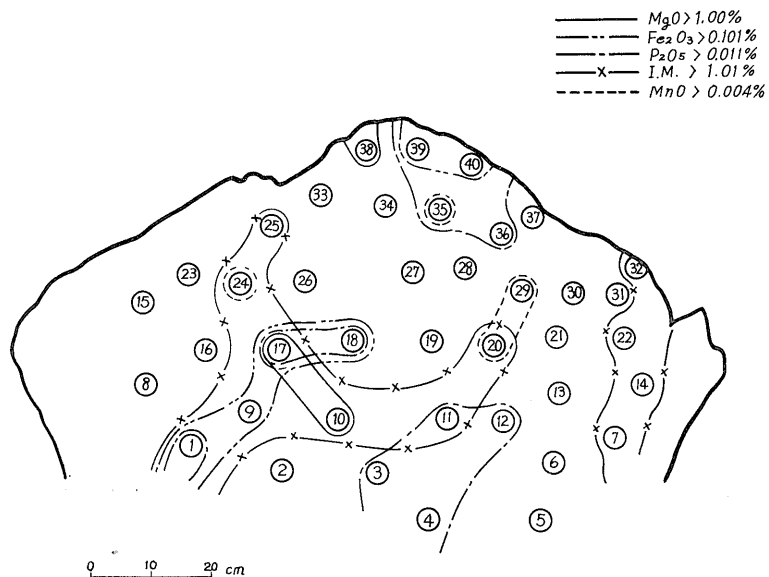 MgO > 1.00%
Fe2O3 > 0.101%
P2O5 > 0.011%
I.M. > 1.01%
MnO > 0.004%
38 39 40
33 34 35 36 37
25
23 24 26 27 28 29 30 31 32
15
16 17 18 19 20 21 22
8 9 10 11 12 13 14
1 2 3 4 5 6 7
0 10 20 cm